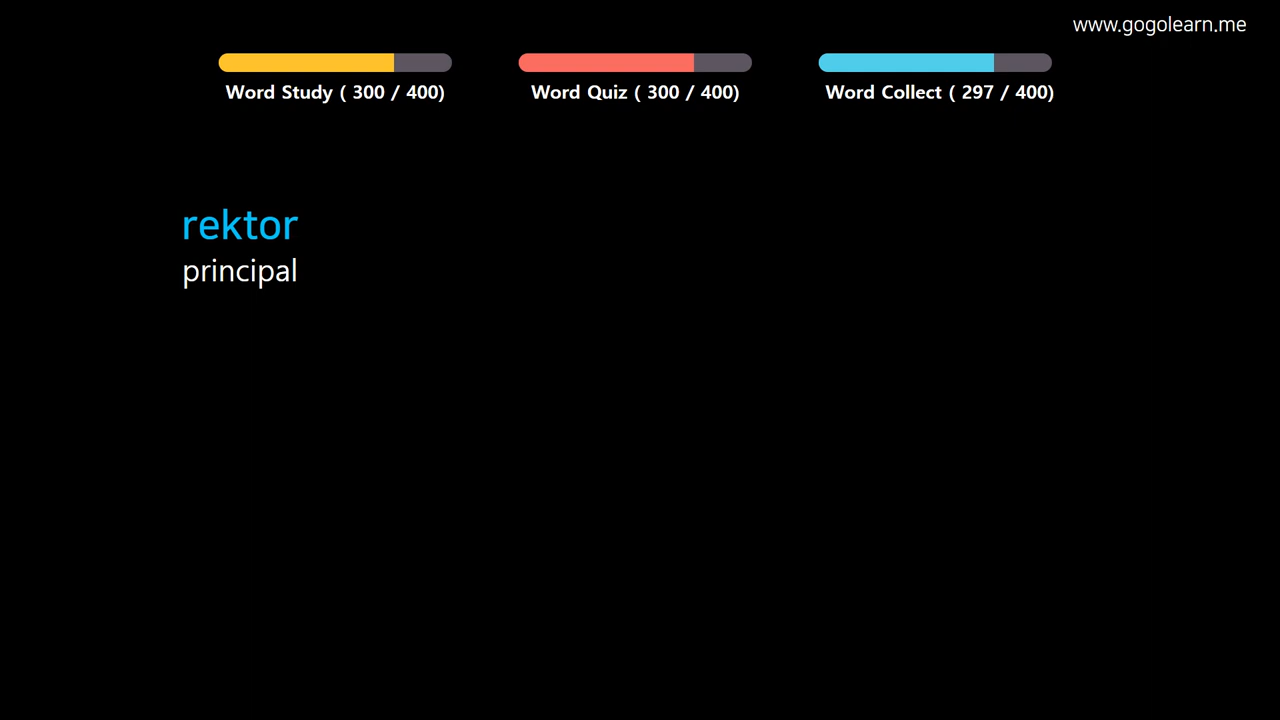 www.gogolearn.me
Word Study ( 300 / 400)
Word Quiz ( 300 / 400)
Word Collect ( 297 / 400)
rektor
principal